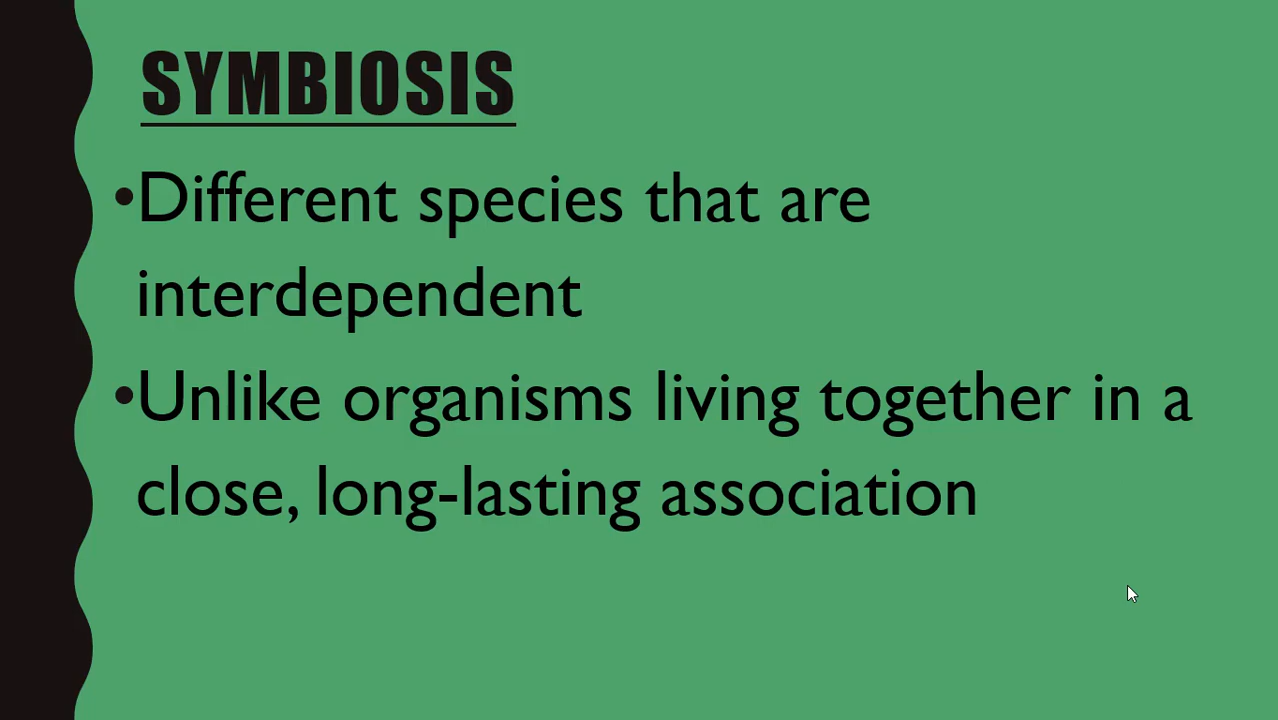 SYMBIOSIS
•Different species that are
interdependent
•Unlike organisms living together in a
close, long-lasting association